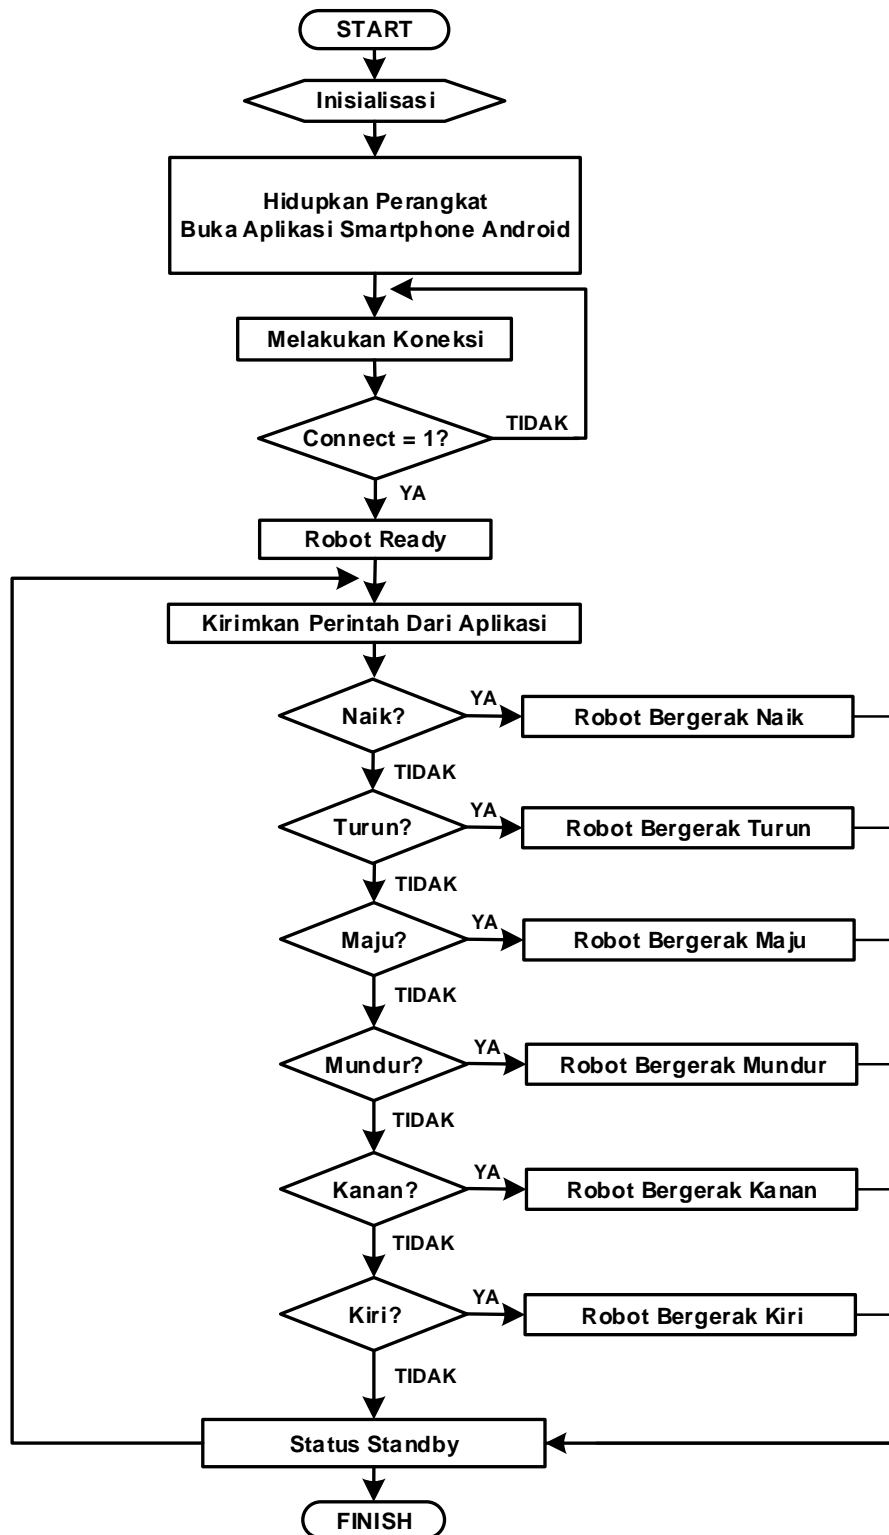 START
Inisialisasi
Hidupkan Perangkat
Buka Aplikasi Smartphone Android
Melakukan Koneksi
Connect = 1?
TIDAK
YA
Robot Ready
Kirimkan Perintah Dari Aplikasi
Naik?
YA
Robot Bergerak Naik
TIDAK
Turun?
YA
Robot Bergerak Turun
TIDAK
Maju?
YA
Robot Bergerak Maju
TIDAK
Mundur?
YA
Robot Bergerak Mundur
TIDAK
Kanan?
YA
Robot Bergerak Kanan
TIDAK
Kiri?
YA
Robot Bergerak Kiri
TIDAK
Status Standby
FINISH